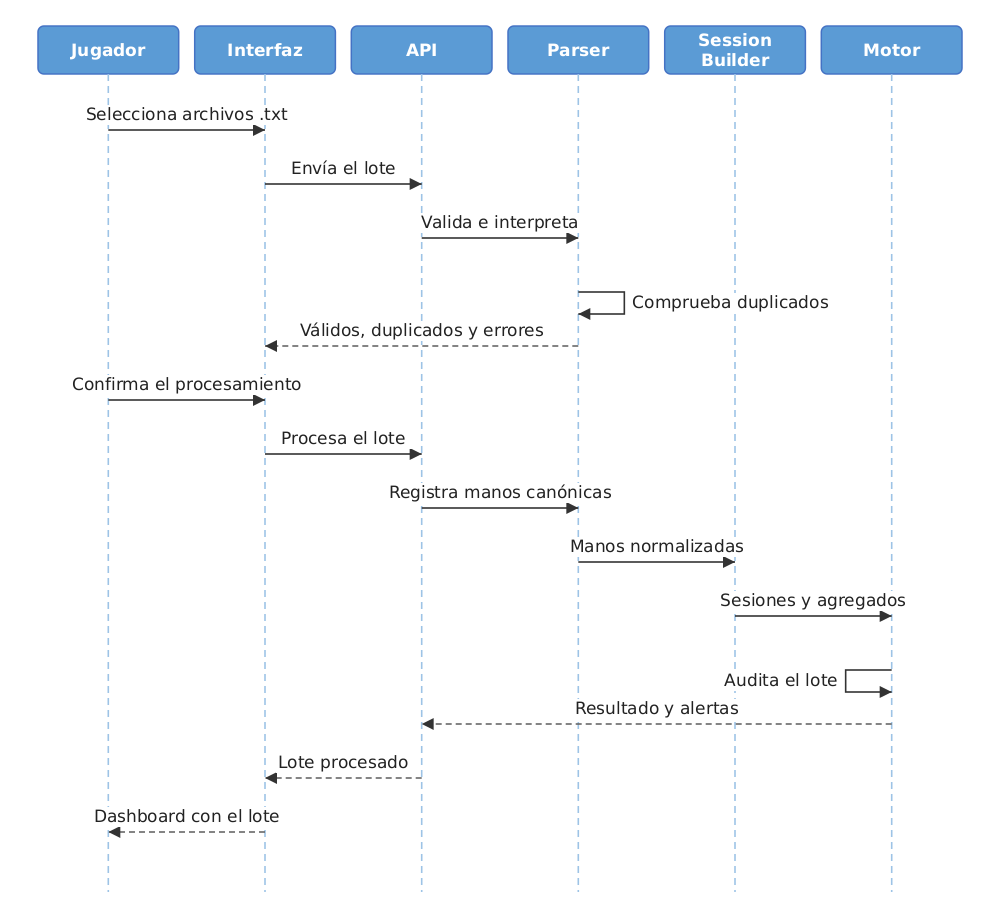 Jugador
Interfaz
API
Parser
Session
Builder
Motor
Selecciona archivos .txt
Envía el lote
Valida e interpreta
Comprueba duplicados
Válidos, duplicados y errores
Confirma el procesamiento
Procesa el lote
Registra manos canónicas
Manos normalizadas
Sesiones y agregados
Audita el lote
Resultado y alertas
Lote procesado
Dashboard con el lote